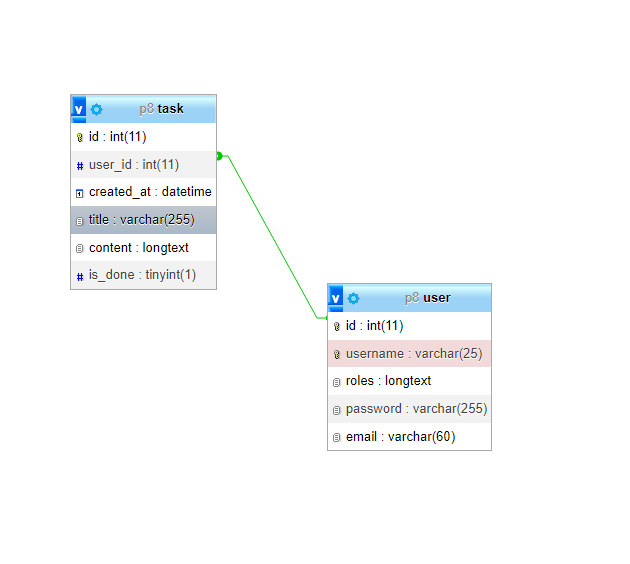 v p8 task
id : int(11)
# user_id : int(11)
created_at : datetime
title : varchar(255)
content : longtext
# is_done : tinyint(1)
v p8 user
id : int(11)
username : varchar(25)
roles : longtext
password : varchar(255)
email : varchar(60)